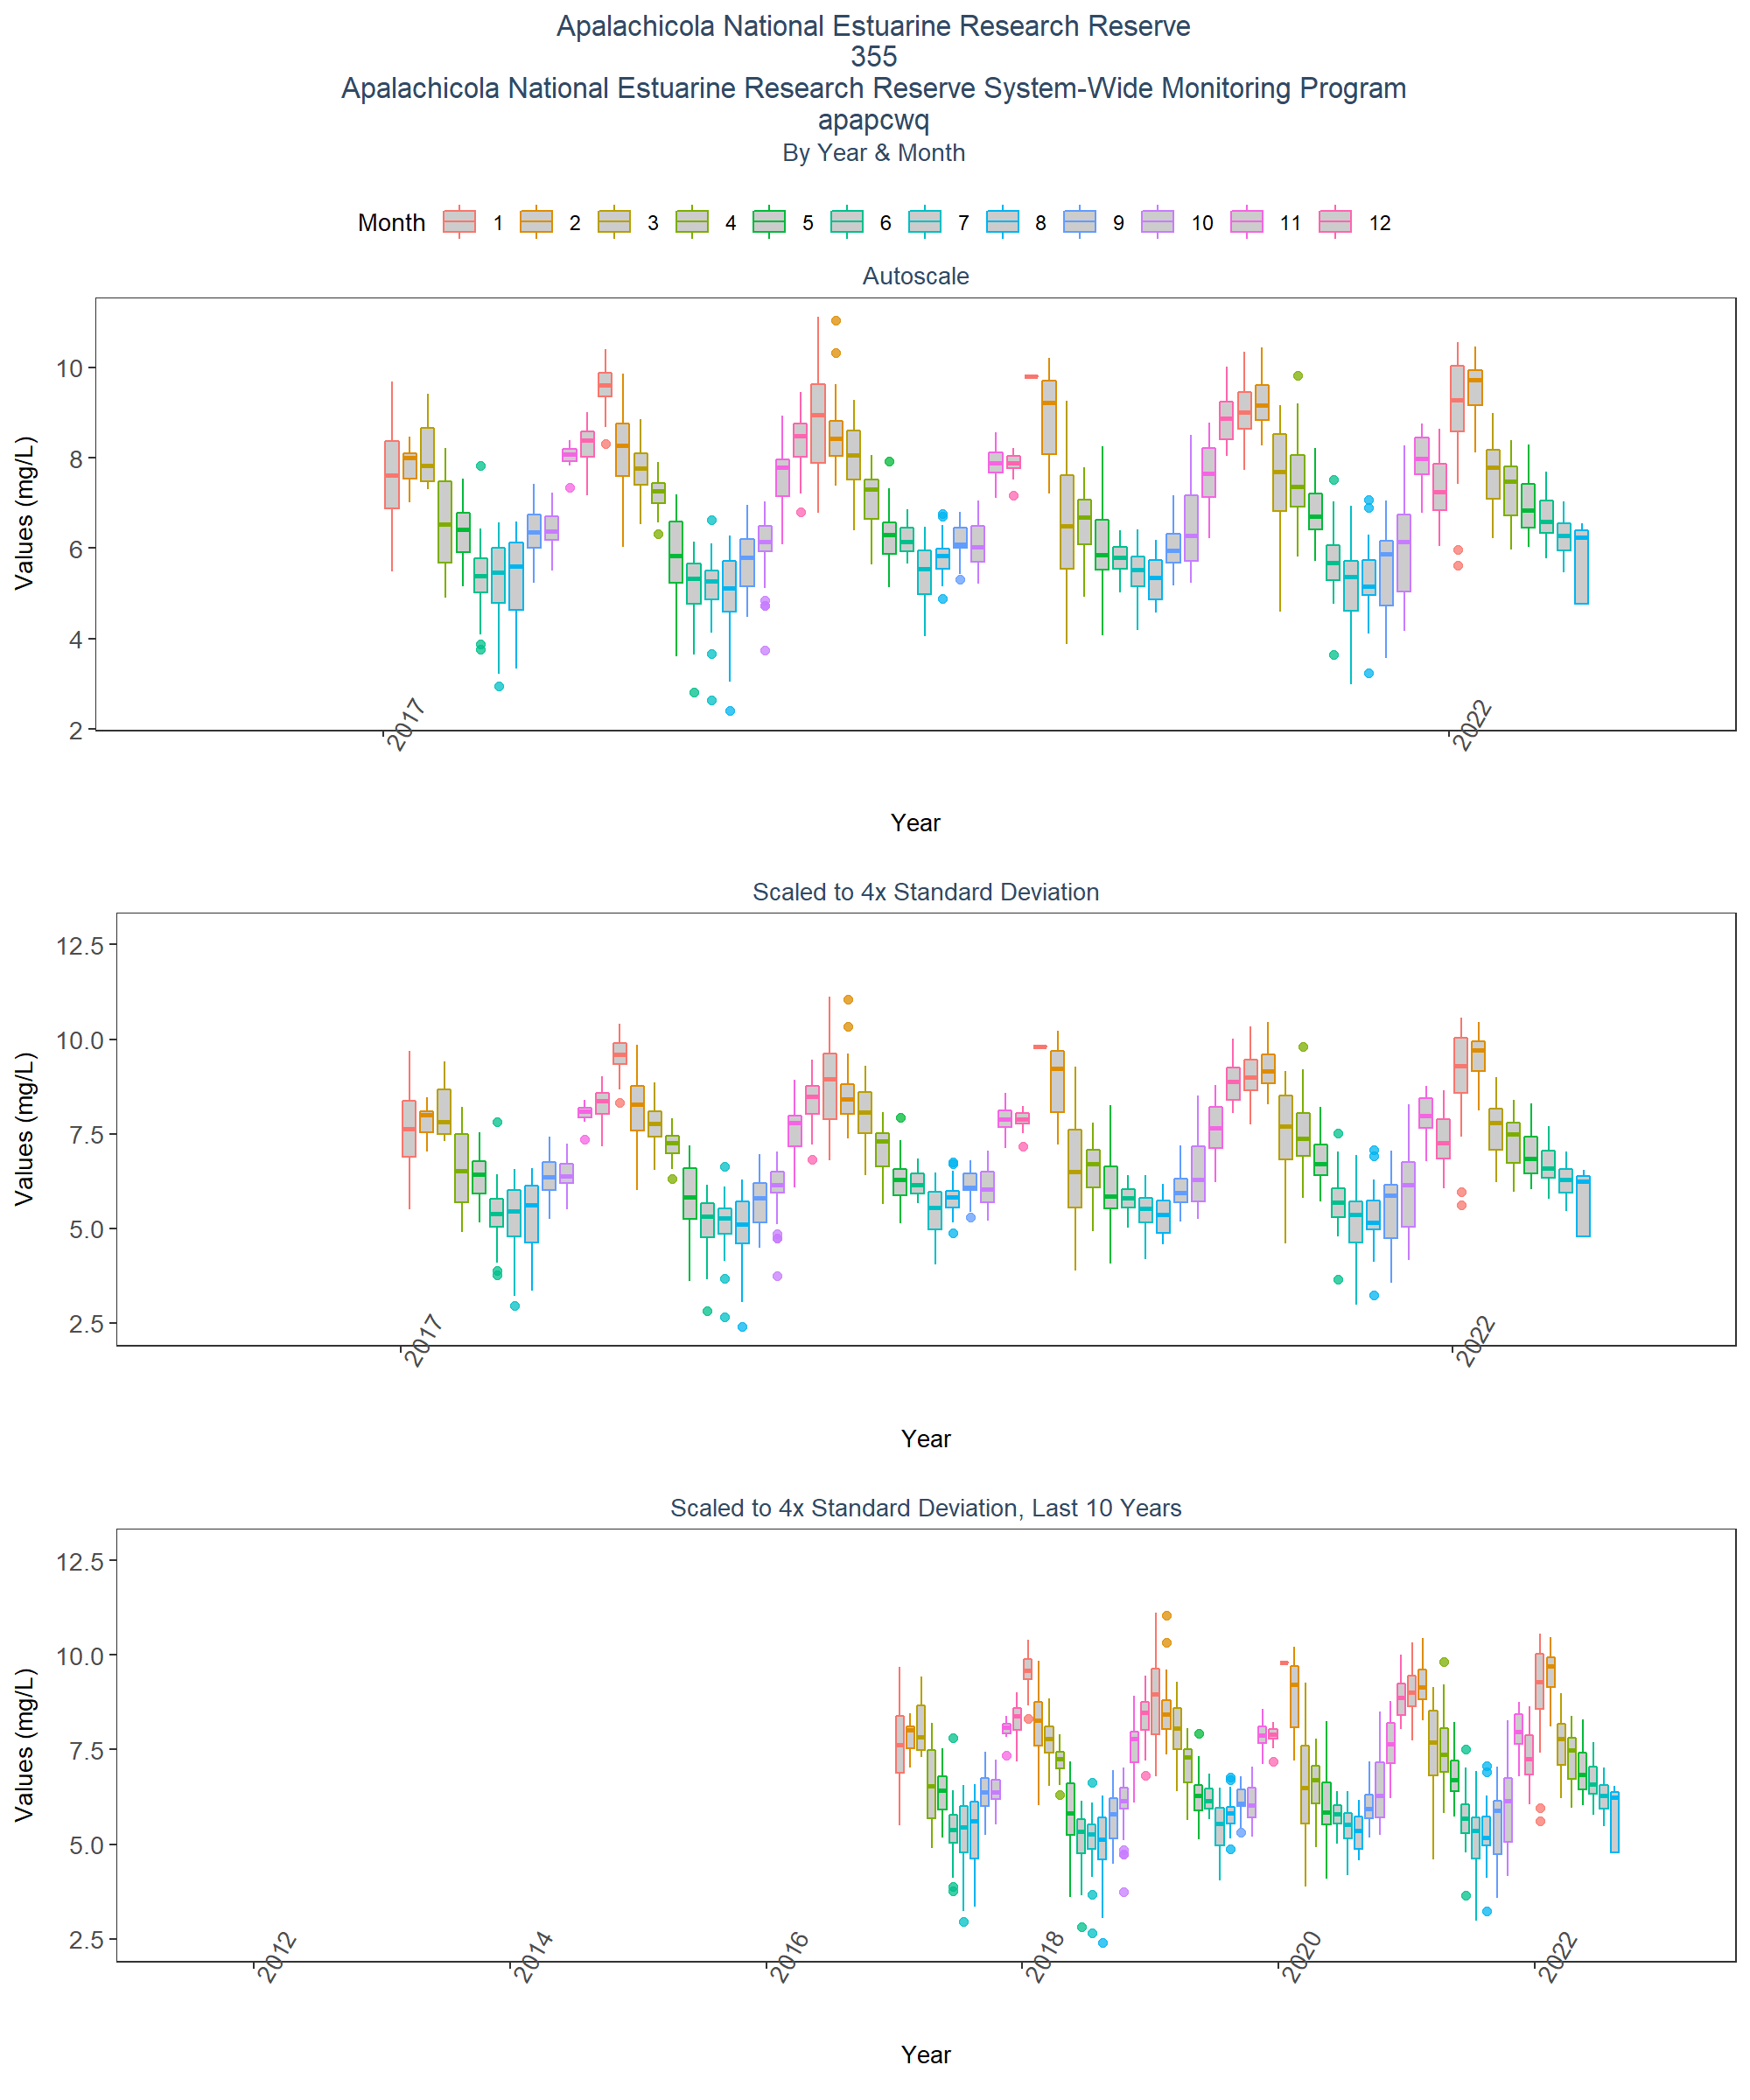 Apalachicola National Estuarine Research Reserve
355
Apalachicola National Estuarine Research Reserve System-Wide Monitoring Program
apapcwq
By Year & Month
Month 1 2 3 4 5 6 7 8 9 10 11 12
Autoscale
Values (mg/L)
10
8
6
4
2
2017 2022
Year
Scaled to 4x Standard Deviation
Values (mg/L)
12.5
10.0
7.5
5.0
2.5
2017 2022
Year
Scaled to 4x Standard Deviation, Last 10 Years
Values (mg/L)
12.5
10.0
7.5
5.0
2.5
2012 2014 2016 2018 2020 2022
Year